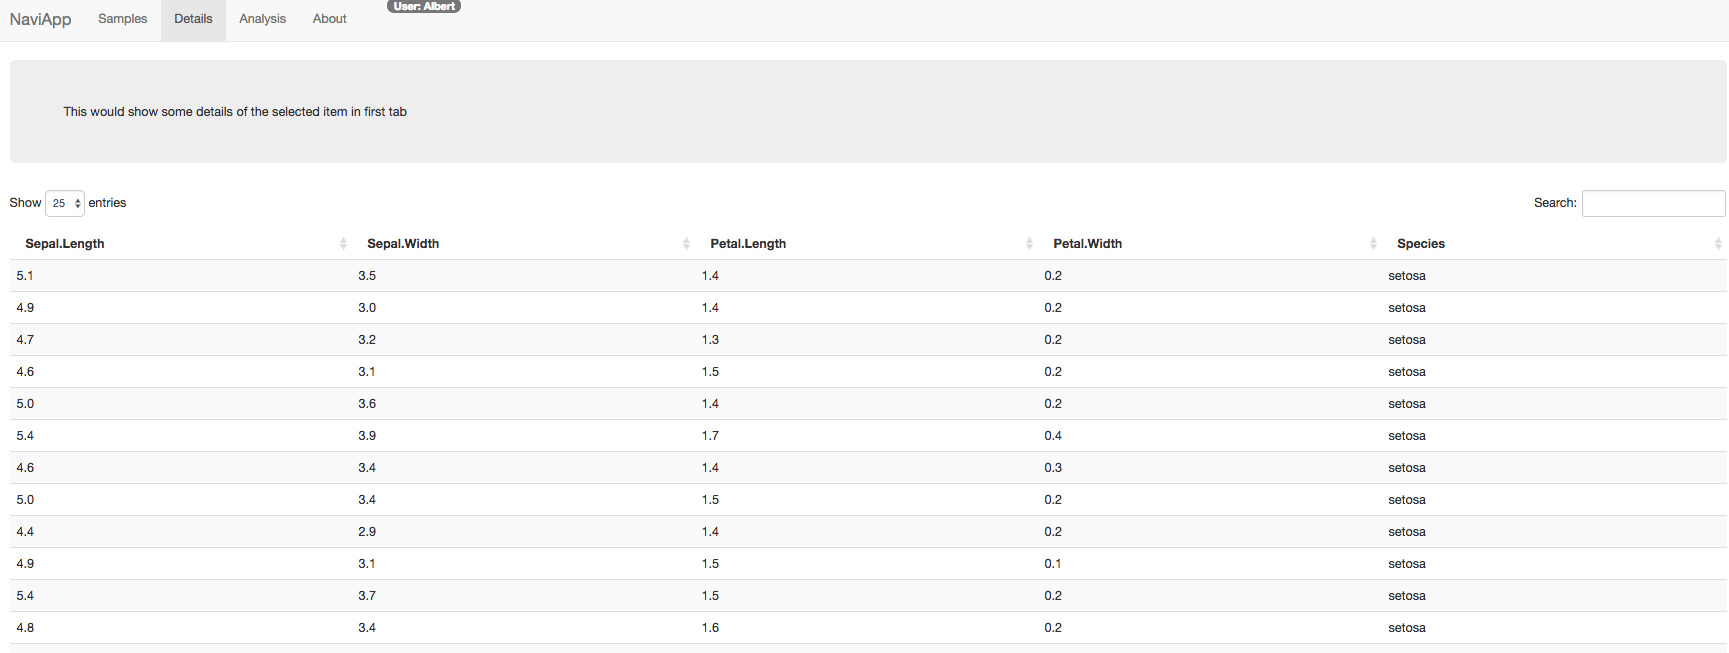 NaviApp Samples Details Analysis About User: Albert
This would show some details of the selected item in first tab
Show 25 entries Search:
Sepal.Length Sepal.Width Petal.Length Petal.Width Species
5.1 3.5 1.4 0.2 setosa
4.9 3.0 1.4 0.2 setosa
4.7 3.2 1.3 0.2 setosa
4.6 3.1 1.5 0.2 setosa
5.0 3.6 1.4 0.2 setosa
5.4 3.9 1.7 0.4 setosa
4.6 3.4 1.4 0.3 setosa
5.0 3.4 1.5 0.2 setosa
4.4 2.9 1.4 0.2 setosa
4.9 3.1 1.5 0.1 setosa
5.4 3.7 1.5 0.2 setosa
4.8 3.4 1.6 0.2 setosa